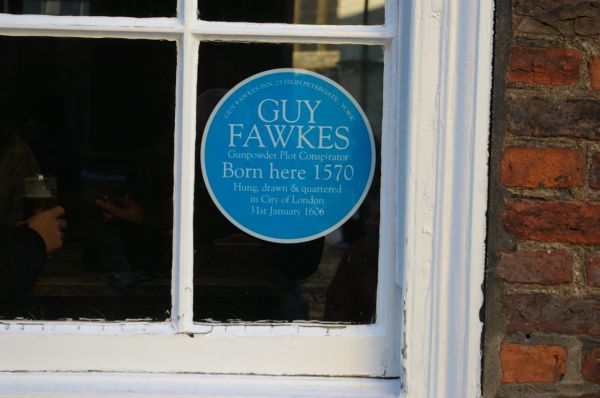 GUY FAWKES INN, 25 HIGH PETERGATE, YORK
GUY
FAWKES
Gunpowder Plot Conspirator
Born here 1570
Hung, drawn & quartered
in City of London
31st January 1606